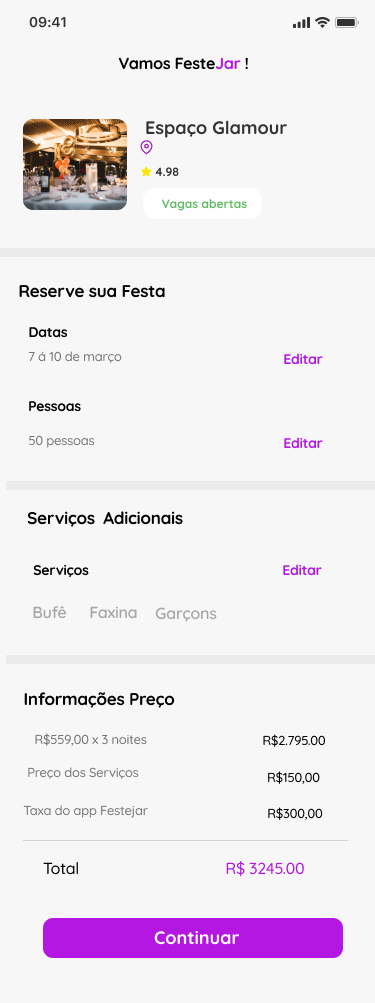 09:41
Vamos FesteJar !
Espaço Glamour
4.98
Vagas abertas
Reserve sua Festa
Datas
7 á 10 de março
Editar
Pessoas
50 pessoas
Editar
Serviços Adicionais
Serviços
Editar
Bufê Faxina Garçons
Informações Preço
R$559,00 x 3 noites R$2.795.00
Preço dos Serviços R$150,00
Taxa do app Festejar R$300,00
Total R$ 3245.00
Continuar